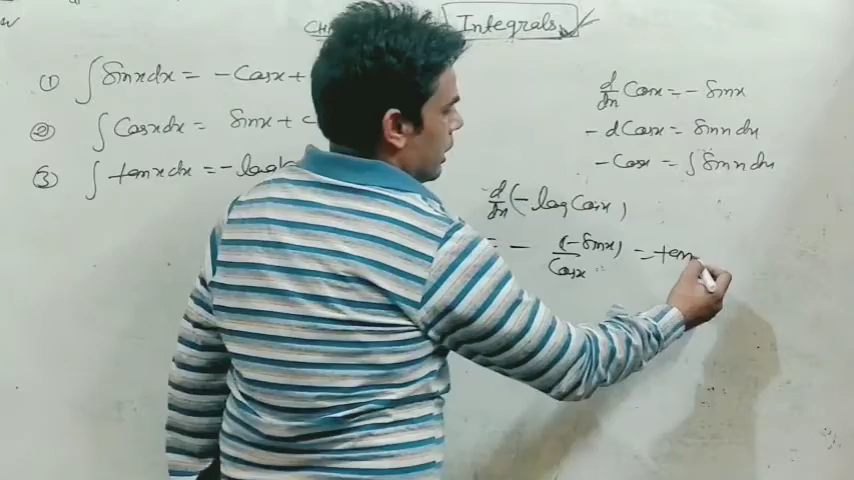 Integrals
① ∫ Sinx dx = - Cosx +
② ∫ Cosx dx = Sinx +
③ ∫ tanx dx = - log
d/dx Cosx = - Sinx
- d Cosx = Sinx dx
- Cosx = ∫ Sinx dx
d/dx (- log Cosx)
= - (-Sinx)/Cosx = tan